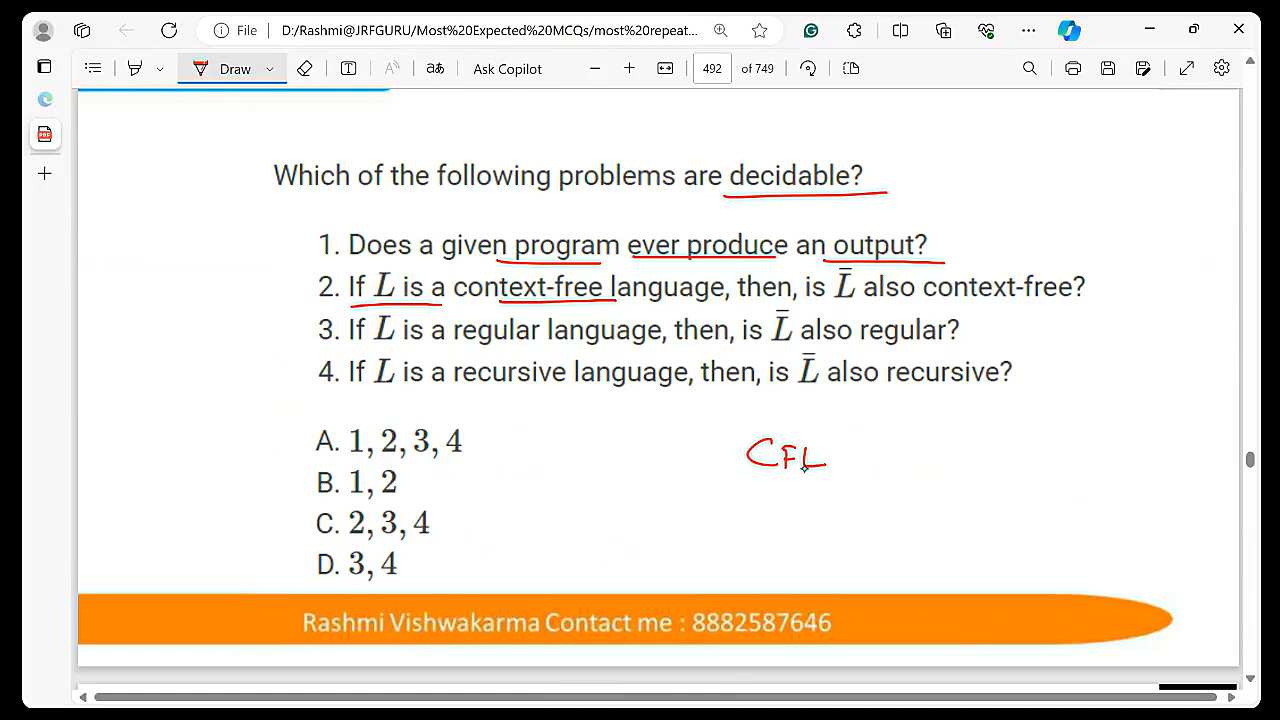 File D:/Rashmi@JRFGURU/Most%20Expected%20MCQs/most%20repeat...
Draw aあ Ask Copilot 492 of 749
Which of the following problems are decidable?
1. Does a given program ever produce an output?
2. If L is a context-free language, then, is L̄ also context-free?
3. If L is a regular language, then, is L̄ also regular?
4. If L is a recursive language, then, is L̄ also recursive?
A. 1, 2, 3, 4
CFL
B. 1, 2
C. 2, 3, 4
D. 3, 4
Rashmi Vishwakarma Contact me : 8882587646